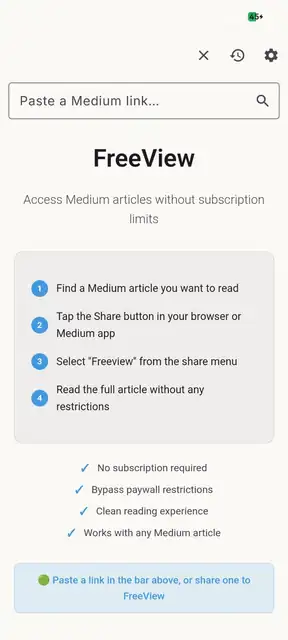 45
Paste a Medium link...
FreeView
Access Medium articles without subscription
limits
1 Find a Medium article you want to read
2 Tap the Share button in your browser or
Medium app
3 Select "Freeview" from the share menu
4 Read the full article without any
restrictions
✓ No subscription required
✓ Bypass paywall restrictions
✓ Clean reading experience
✓ Works with any Medium article
🟢 Paste a link in the bar above, or share one to
FreeView